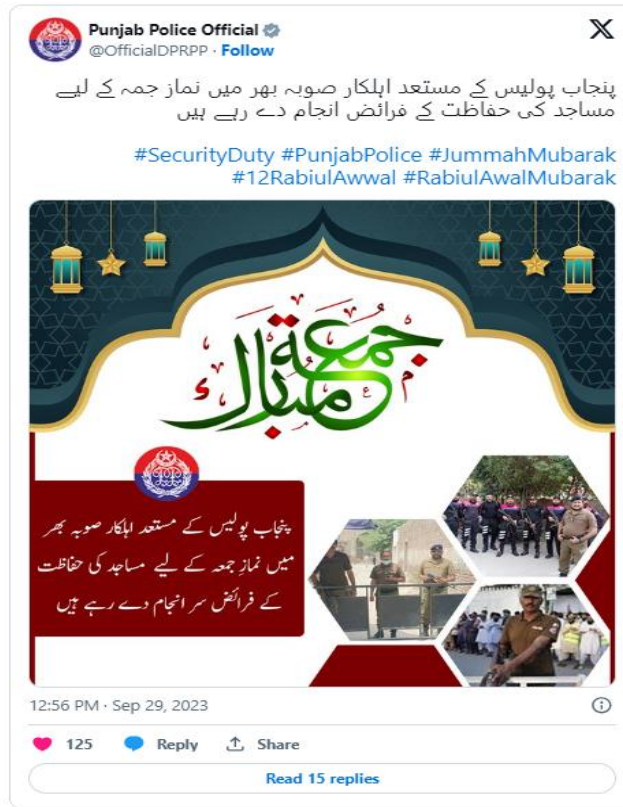 Punjab Police Official
@OfficialDPRPP · Follow
پنجاب پولیس کے مستعد اہلکار صوبہ بھر میں نماز جمہ کے لیے
مساجد کی حفاظت کے فرائض انجام دے رہے ہیں
#SecurityDuty #PunjabPolice #JummahMubarak
#12RabiulAwwal #RabiulAwalMubarak
جمعۃ
مبارک
پنجاب پولیس کے مستعد اہلکار صوبہ بھر
میں نمازِ جمعہ کے لیے مساجد کی حفاظت
کے فرائض سر انجام دے رہے ہیں
12:56 PM · Sep 29, 2023
125 Reply Share
Read 15 replies